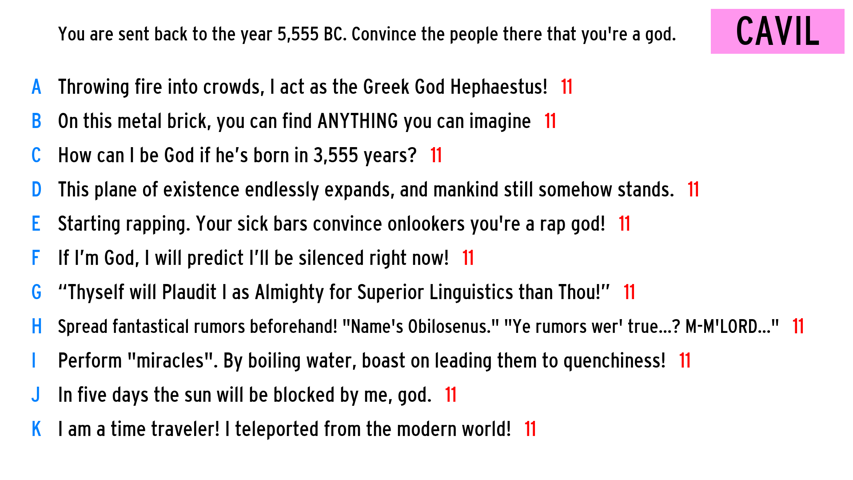 You are sent back to the year 5,555 BC. Convince the people there that you're a god.
CAVIL
A Throwing fire into crowds, I act as the Greek God Hephaestus! 11
B On this metal brick, you can find ANYTHING you can imagine 11
C How can I be God if he’s born in 3,555 years? 11
D This plane of existence endlessly expands, and mankind still somehow stands. 11
E Starting rapping. Your sick bars convince onlookers you're a rap god! 11
F If I’m God, I will predict I’ll be silenced right now! 11
G “Thyself will Plaudit I as Almighty for Superior Linguistics than Thou!” 11
H Spread fantastical rumors beforehand! "Name's Obilosenus." "Ye rumors wer' true...? M-M'LORD..." 11
I Perform "miracles". By boiling water, boast on leading them to quenchiness! 11
J In five days the sun will be blocked by me, god. 11
K I am a time traveler! I teleported from the modern world! 11